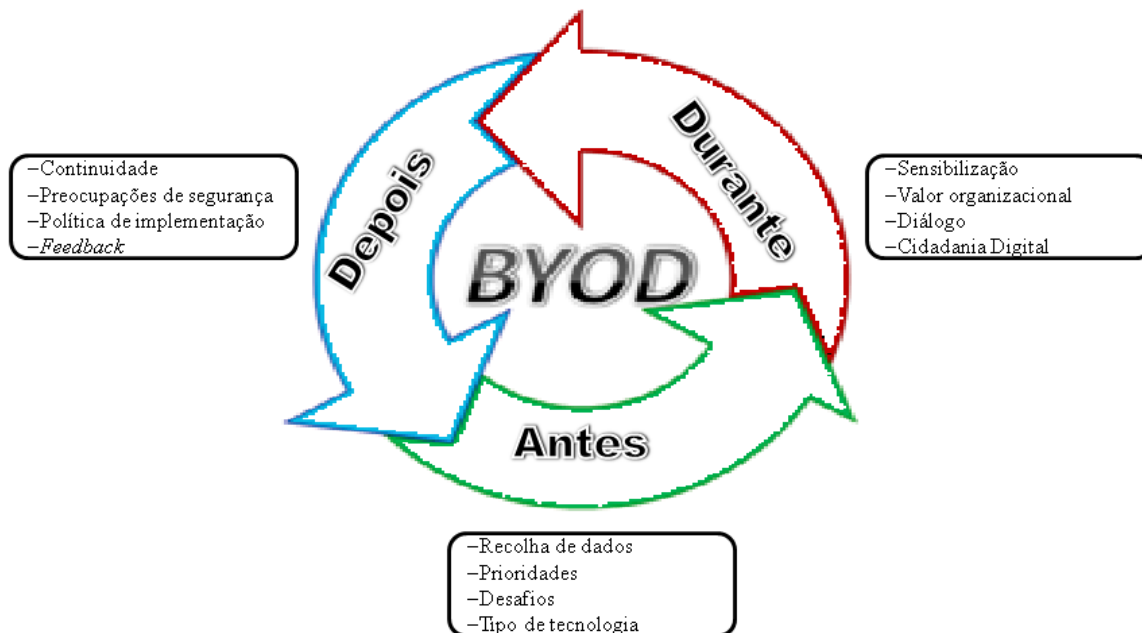 Durante
Depois
–Continuidade
–Preocupações de segurança
–Política de implementação
–Feedback
–Sensibilização
–Valor organizacional
–Diálogo
–Cidadania Digital
BYOD
Antes
–Recolha de dados
–Prioridades
–Desafios
–Tipo de tecnologia